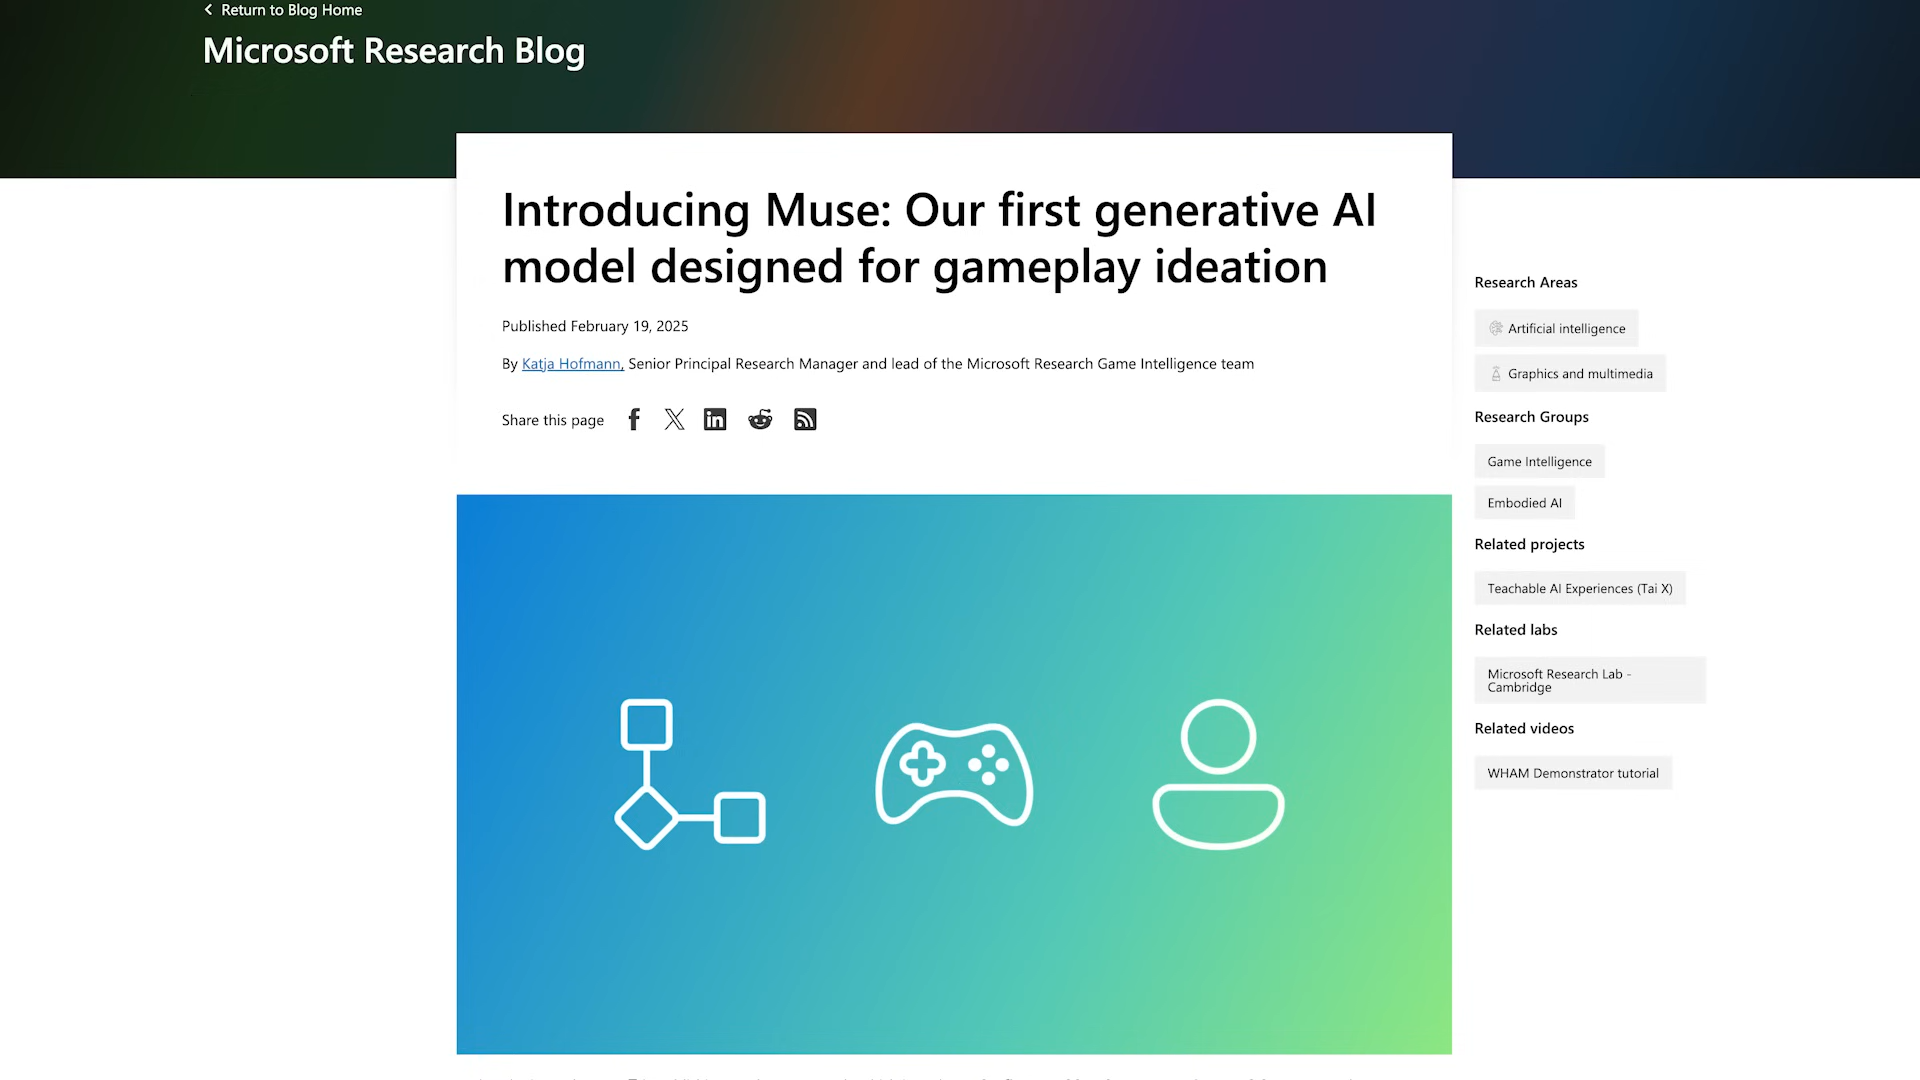 Return to Blog Home
Microsoft Research Blog
Introducing Muse: Our first generative AI
model designed for gameplay ideation
Published February 19, 2025
By Katja Hofmann, Senior Principal Research Manager and lead of the Microsoft Research Game Intelligence team
Share this page
Research Areas
Artificial intelligence
Graphics and multimedia
Research Groups
Game Intelligence
Embodied AI
Related projects
Teachable AI Experiences (Tai X)
Related labs
Microsoft Research Lab -
Cambridge
Related videos
WHAM Demonstrator tutorial